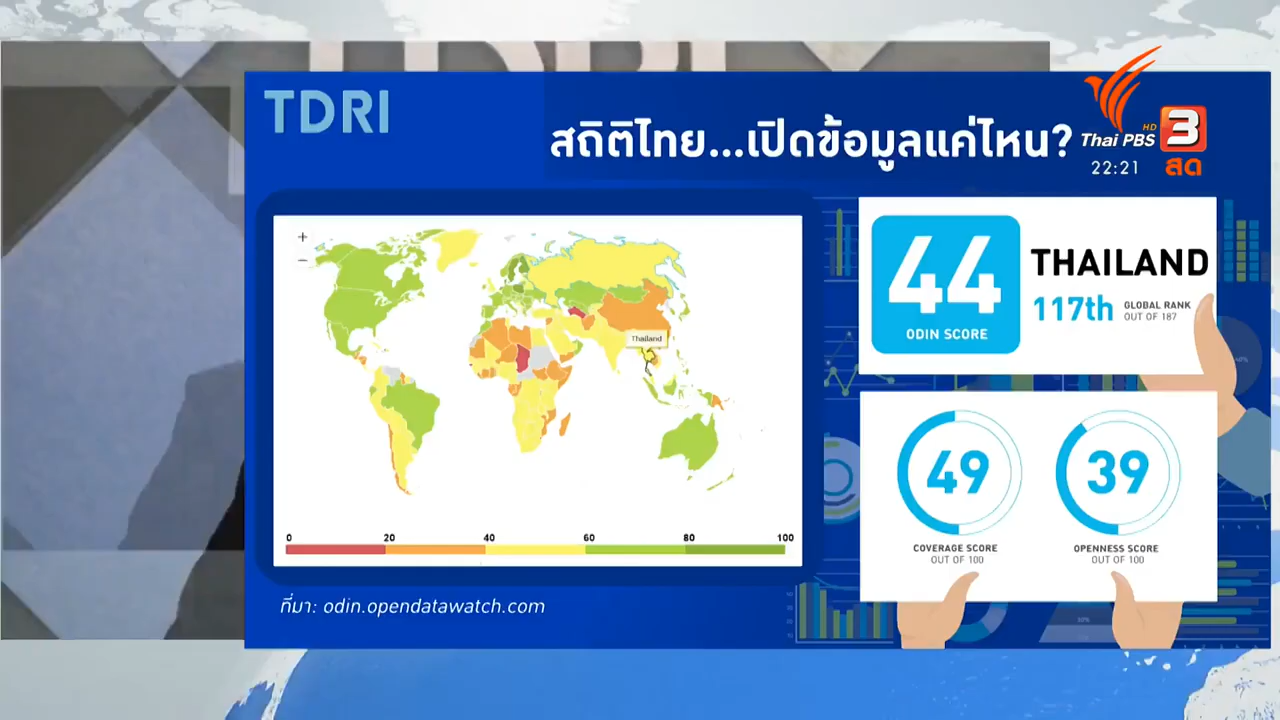 TDRI
สถิติไทย...เปิดข้อมูลแค่ไหน?
Thai PBS HD 3
22:21 สด
+
−
Thailand
0 20 40 60 80 100
ที่มา: odin.opendatawatch.com
44
ODIN SCORE
THAILAND
117th GLOBAL RANK
OUT OF 187
49
COVERAGE SCORE
OUT OF 100
39
OPENNESS SCORE
OUT OF 100